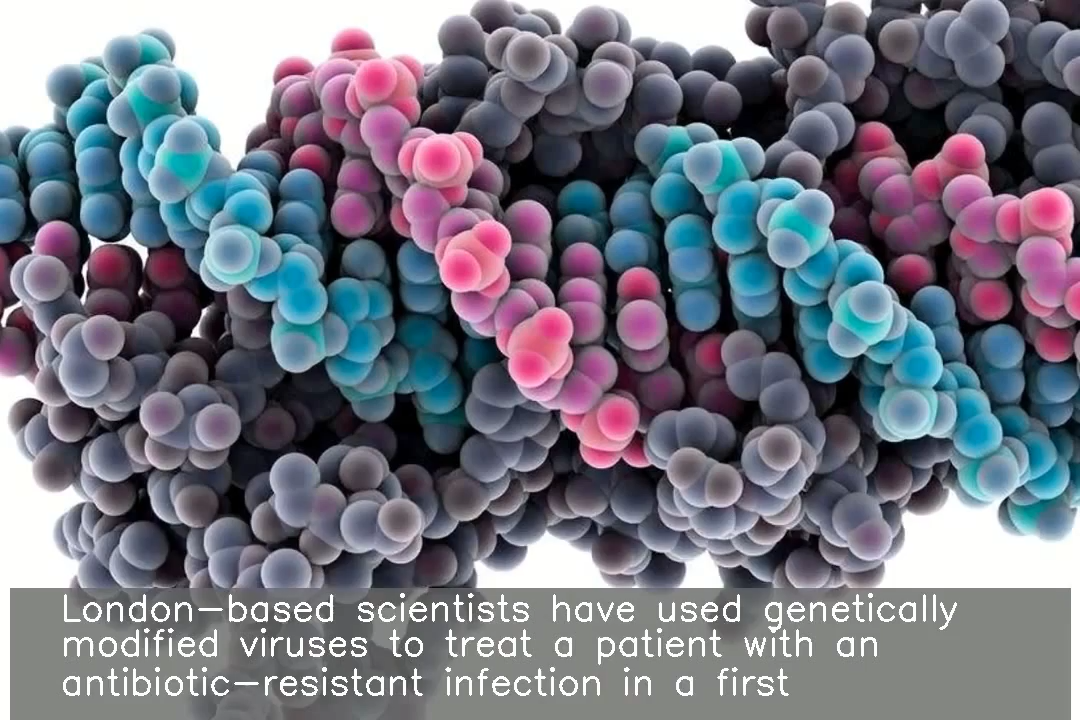 London-based scientists have used genetically
modified viruses to treat a patient with an
antibiotic-resistant infection in a first